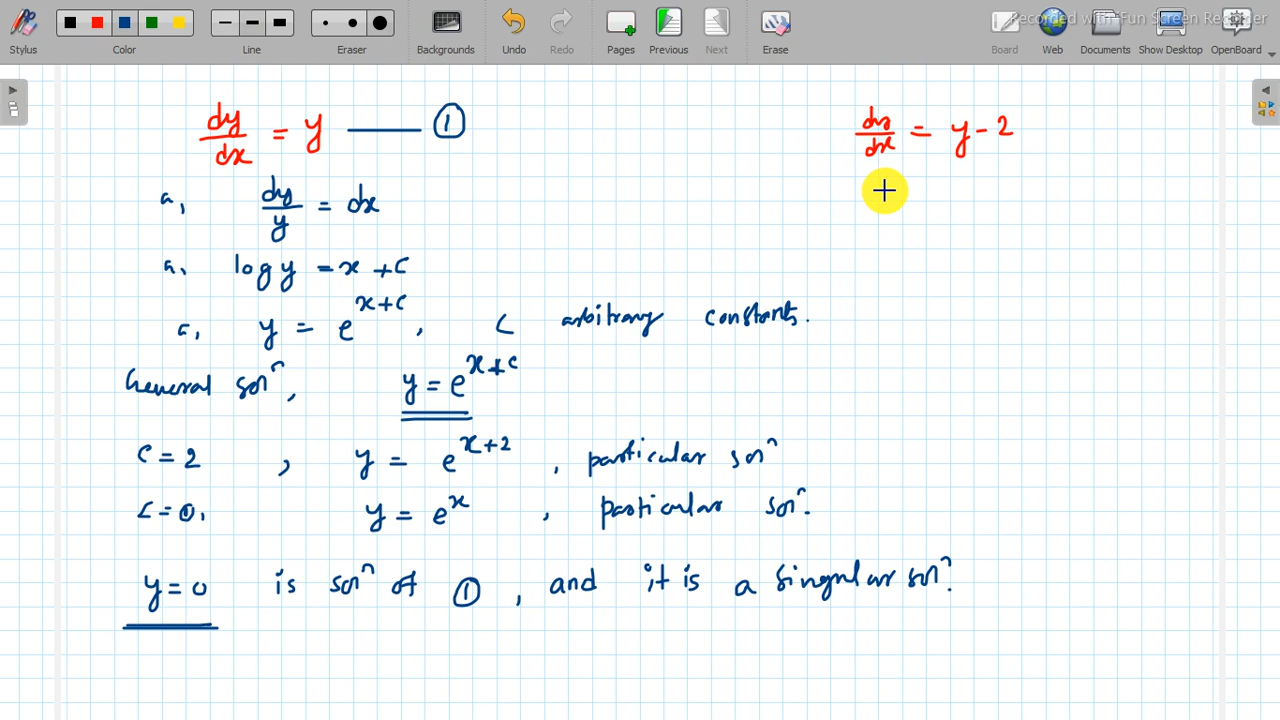 Recorded with iFun Screen Recorder
Stylus Color Line Eraser Backgrounds Undo Redo Pages Previous Next Erase Board Web Documents Show Desktop OpenBoard
dy/dx = y —— ① dy/dx = y - 2
a, dy/y = dx
a, log y = x + c
a, y = e^{x+c}, c arbitrary constants.
General solⁿ, y = e^{x+c}
c = 2 , y = e^{x+2} , particular solⁿ
c = 0, y = e^x , particular solⁿ.
y = 0 is solⁿ of ① , and it is a singular solⁿ.